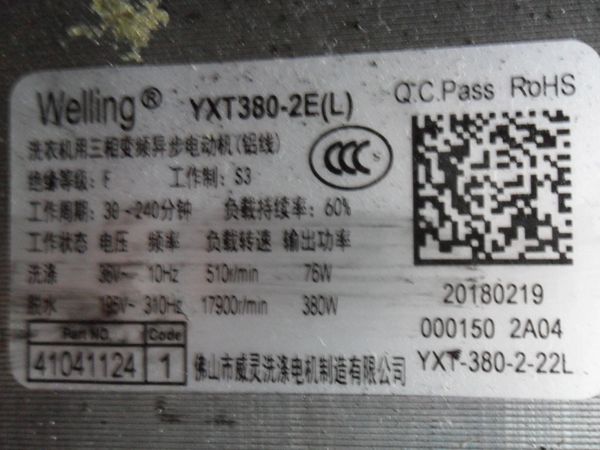 Welling® YXT380-2E(L) Q.C.Pass RoHS
洗衣机用三相变频异步电动机(铝线)
绝缘等级: F 工作制: S3
工作周期: 30~240分钟 负载持续率: 60%
工作状态 电压 频率 负载转速 输出功率
洗涤 36V~ 10Hz 510r/min 76W
脱水 195V~ 310Hz 17900r/min 380W
Part NO. Code
41041124 1
佛山市威灵洗涤电机制造有限公司
CCC
20180219
000150 2A04
YXT-380-2-22L